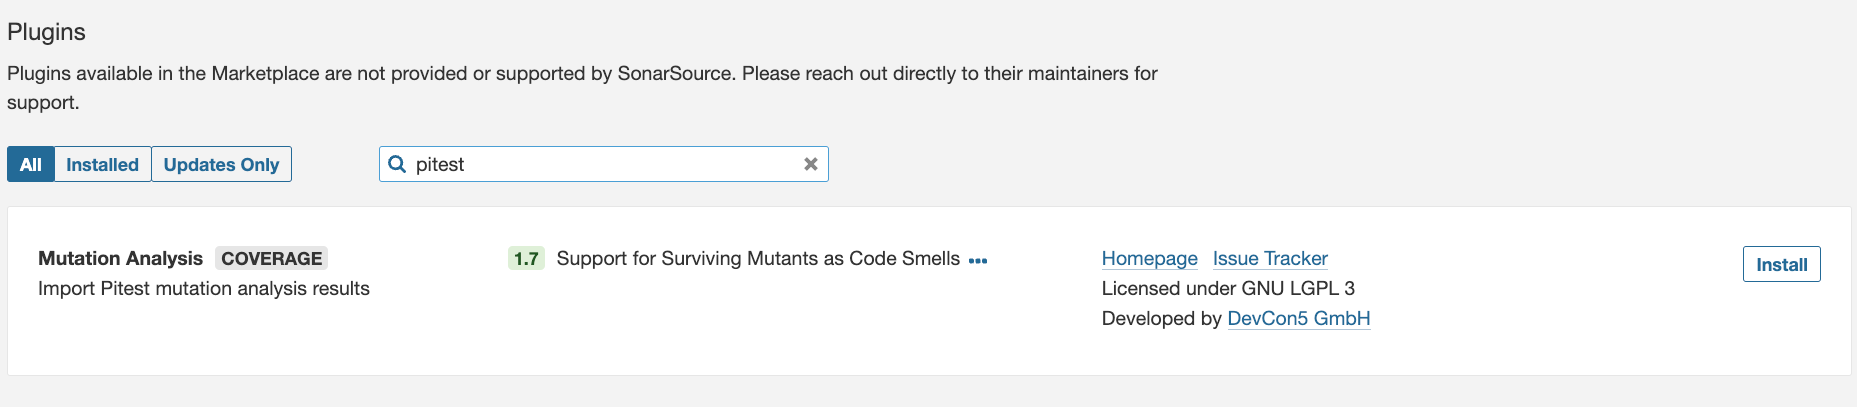 Plugins
Plugins available in the Marketplace are not provided or supported by SonarSource. Please reach out directly to their maintainers for
support.
All Installed Updates Only pitest
Mutation Analysis COVERAGE 1.7 Support for Surviving Mutants as Code Smells Homepage Issue Tracker Install
Import Pitest mutation analysis results Licensed under GNU LGPL 3
Developed by DevCon5 GmbH